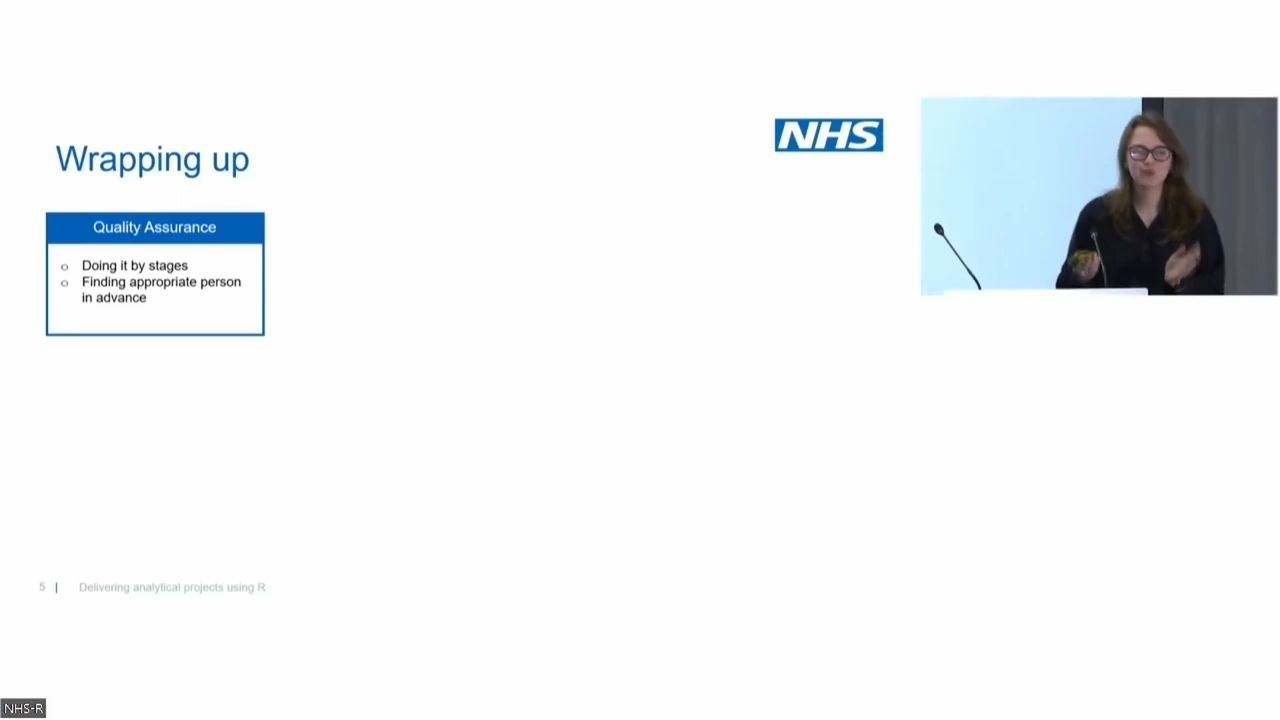 NHS
Wrapping up
Quality Assurance
o Doing it by stages
o Finding appropriate person
in advance
5 | Delivering analytical projects using R
NHS-R